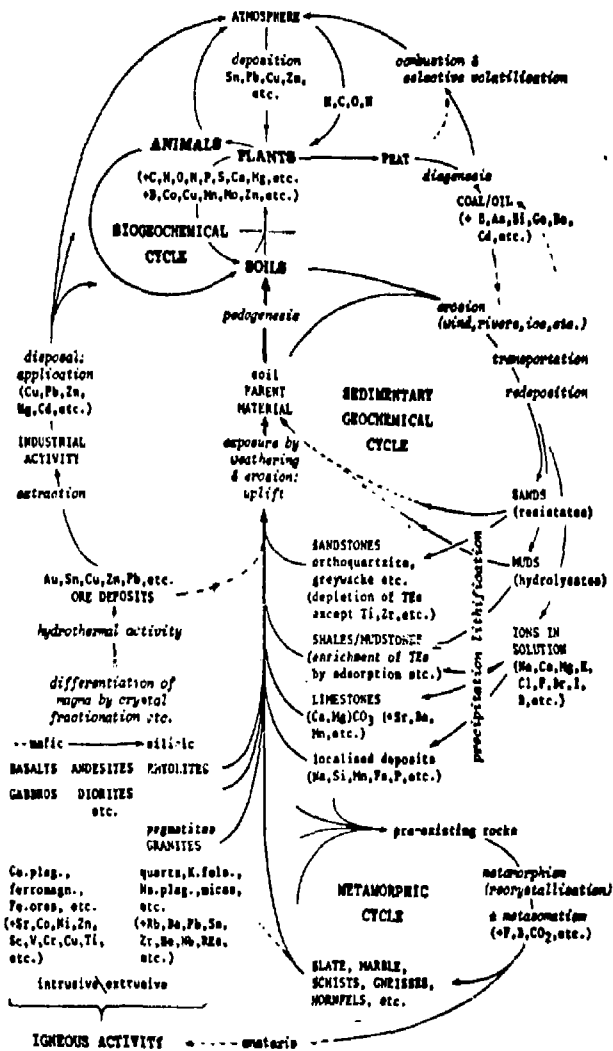 ATMOSPHERE
deposition
Sn,Pb,Cu,Zn,
etc.
combustion &
selective volatilisation
ANIMALS
PLANTS
PEAT
(+C,H,O,N,P,S,Ca,Mg,etc.
+B,Co,Cu,Mn,Mo,Zn,etc.)
diagenesis
COAL/OIL
Cd,etc.)
BIOGEOCHEMICAL
CYCLE
SOILS
pedogenesis
erosion
(wind,rivers,ice,etc.)
transportation
redeposition
disposal;
application
(Cu,Pb,Zn,
Mg,Cd,etc.)
INDUSTRIAL
ACTIVITY
extraction
soil
PARENT
MATERIAL
SEDIMENTARY
GEOCHEMICAL
CYCLE
exposure by
weathering
& erosion;
uplift
SANDS
(resistates)
MUDS
(hydrolysates)
IONS IN
SOLUTION
(Na,Ca,Mg,K,
Cl,F,Br,I,
B,etc.)
precipitation lithification
SANDSTONES
orthoquartzite,
greywacke etc.
(depletion of TEs
except Ti,Zr,etc.)
SHALES/MUDSTONES
(enrichment of TEs
by adsorption etc.)
LIMESTONES
(Ca,Mg)CO3 (+Sr,Ba,
Mn,etc.)
localised deposits
(Na,Si,Mn,Fe,P,etc.)
Au,Sn,Cu,Zn,Pb,etc.
ORE DEPOSITS
hydrothermal activity
differentiation of
magma by crystal
fractionation etc.
mafic
silicic
BASALTS ANDESITES RHYOLITES
GABBROS DIORITES
etc.
pegmatites
GRANITES
Ca.plag.,
ferromagn.,
Fe.ores, etc.
(+Sr,Co,Ni,Zn,
Sc,V,Cr,Cu,Ti,
etc.)
quartz,K.fels.,
Na.plag.,micas,
etc.
(+Rb,Ba,Pb,Sn,
Zr,Be,Nb,REs,
etc.)
intrusive\extrusive
IGNEOUS ACTIVITY
anatexis
pre-existing rocks
METAMORPHIC
CYCLE
metamorphism
(recrystallisation)
& metasomatism
(+F,B,CO2,etc.)
SLATE, MARBLE,
SCHISTS, GNEISSES,
HORNFELS, etc.